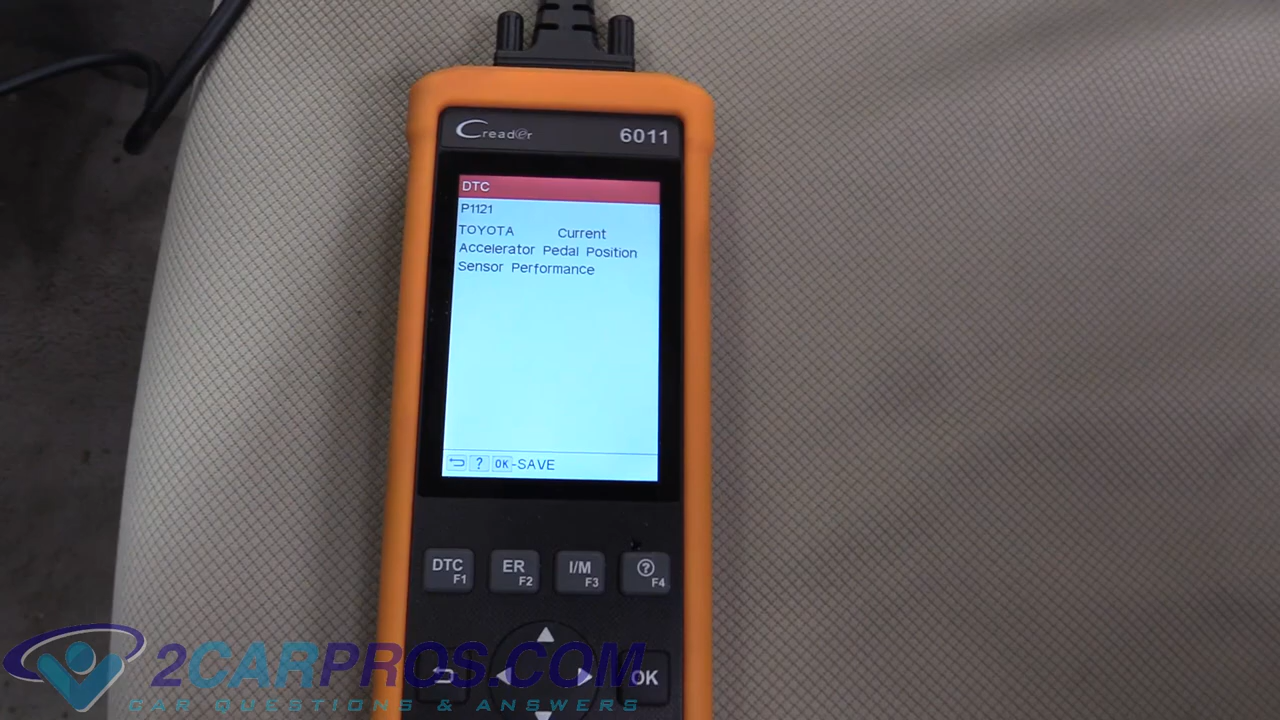 Creader 6011
DTC
P1121
TOYOTA Current
Accelerator Pedal Position
Sensor Performance
? OK-SAVE
DTC F1 ER F2 I/M F3 ? F4
OK
2CARPROS.COM
CAR QUESTIONS & ANSWERS